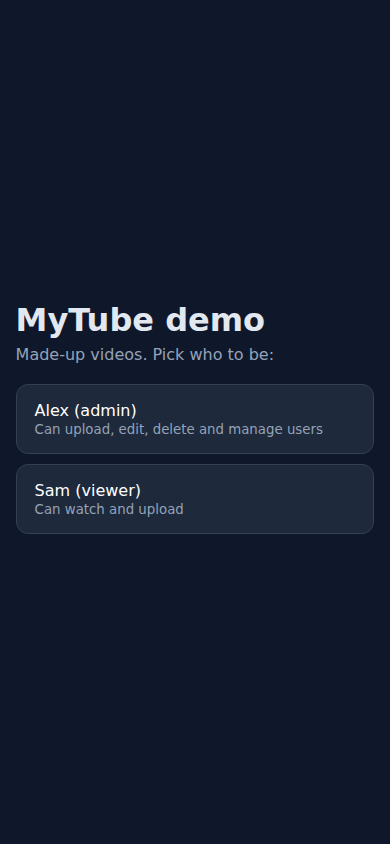 MyTube demo
Made-up videos. Pick who to be:
Alex (admin)
Can upload, edit, delete and manage users
Sam (viewer)
Can watch and upload